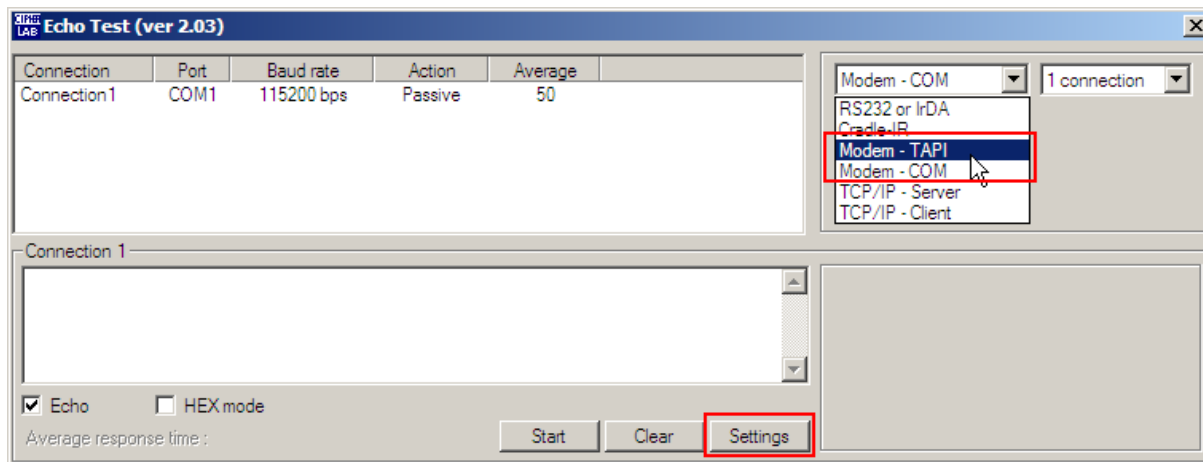 CIPHER LAB Echo Test (ver 2.03)
Connection Port Baud rate Action Average
Connection1 COM1 115200 bps Passive 50
Modem - COM 1 connection
RS232 or IrDA
Cradle-IR
Modem - TAPI
Modem - COM
TCP/IP - Server
TCP/IP - Client
Connection 1
Echo HEX mode
Average response time :
Start Clear Settings